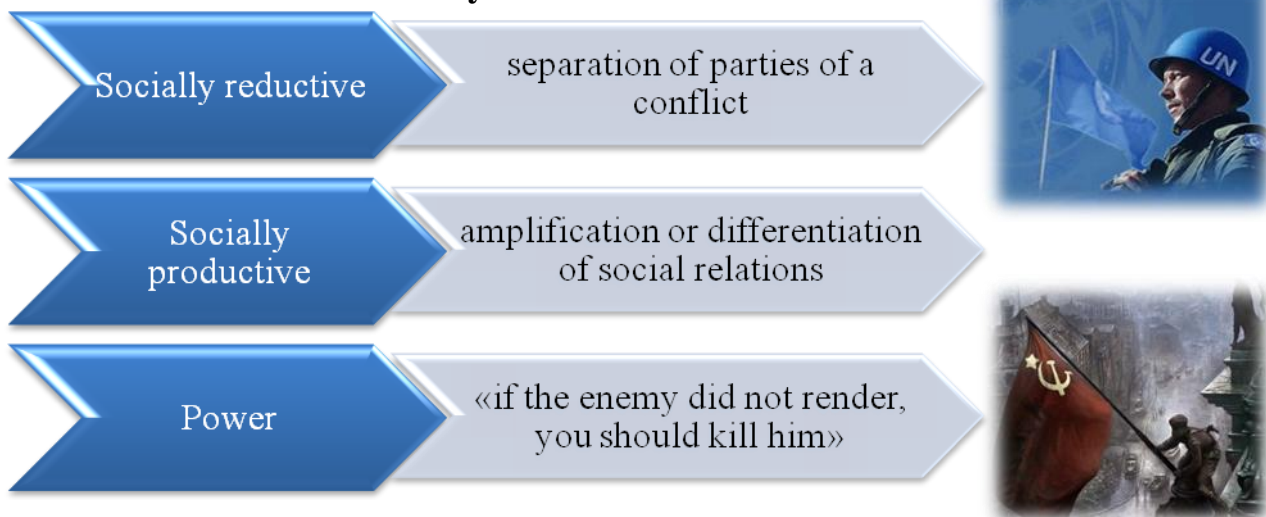 Socially reductive
separation of parties of a
conflict
UN
Socially
productive
amplification or differentiation
of social relations
Power
«if the enemy did not render,
you should kill him»